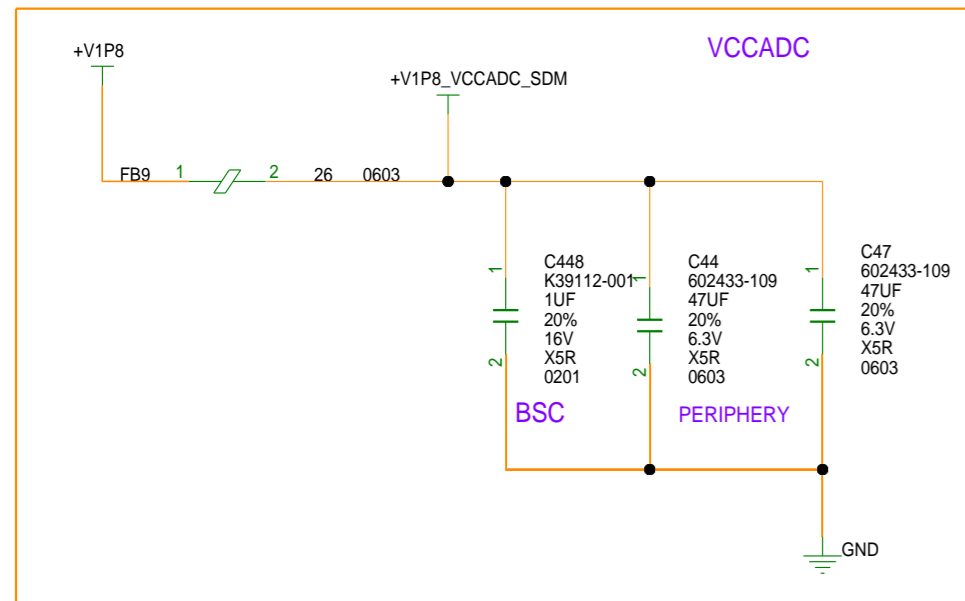 VCCADC
+V1P8
+V1P8_VCCADC_SDM
FB9 1 2 26 0603
1
C448
K39112-001
1UF
20%
16V
X5R
0201
2
BSC
1
C44
602433-109
47UF
20%
6.3V
X5R
0603
2
PERIPHERY
1
C47
602433-109
47UF
20%
6.3V
X5R
0603
2
GND